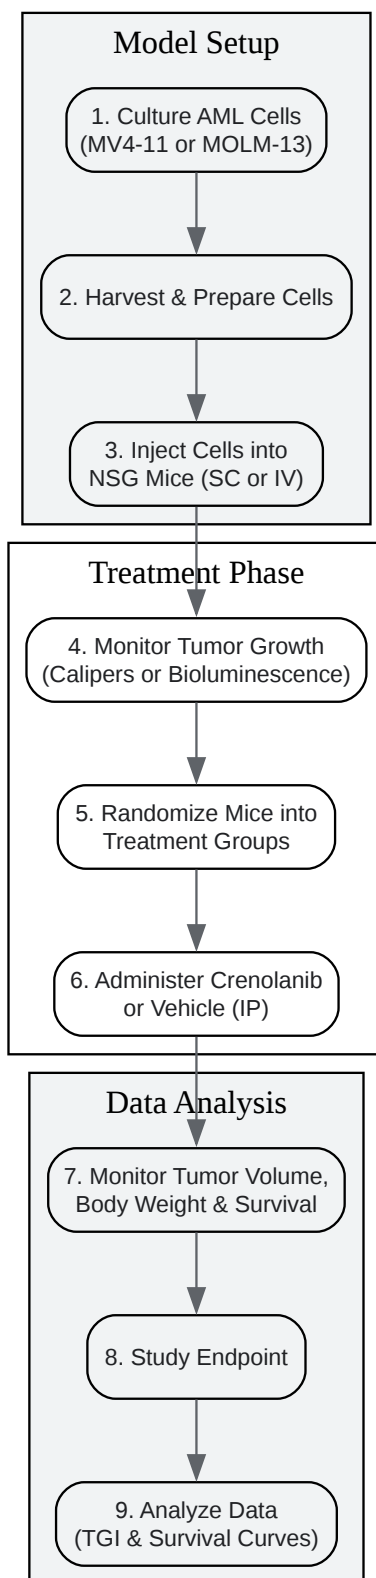 Model Setup
1. Culture AML Cells
(MV4-11 or MOLM-13)
2. Harvest & Prepare Cells
3. Inject Cells into
NSG Mice (SC or IV)
Treatment Phase
4. Monitor Tumor Growth
(Calipers or Bioluminescence)
5. Randomize Mice into
Treatment Groups
6. Administer Crenolanib
or Vehicle (IP)
Data Analysis
7. Monitor Tumor Volume,
Body Weight & Survival
8. Study Endpoint
9. Analyze Data
(TGI & Survival Curves)